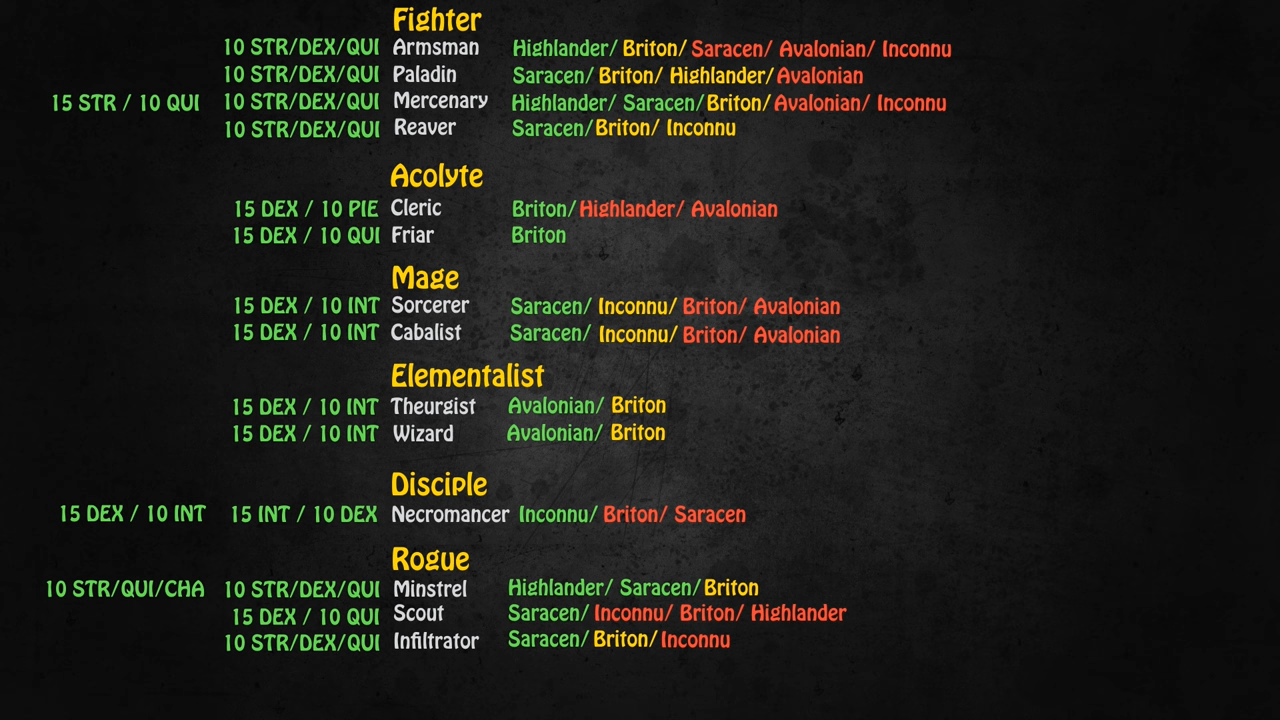 Fighter
10 STR/DEX/QUI Armsman Highlander/ Briton/ Saracen/ Avalonian/ Inconnu
10 STR/DEX/QUI Paladin Saracen/ Briton/ Highlander/ Avalonian
15 STR / 10 QUI 10 STR/DEX/QUI Mercenary Highlander/ Saracen/ Briton/ Avalonian/ Inconnu
10 STR/DEX/QUI Reaver Saracen/ Briton/ Inconnu
Acolyte
15 DEX / 10 PIE Cleric Briton/ Highlander/ Avalonian
15 DEX / 10 QUI Friar Briton
Mage
15 DEX / 10 INT Sorcerer Saracen/ Inconnu/ Briton/ Avalonian
15 DEX / 10 INT Cabalist Saracen/ Inconnu/ Briton/ Avalonian
Elementalist
15 DEX / 10 INT Theurgist Avalonian/ Briton
15 DEX / 10 INT Wizard Avalonian/ Briton
Disciple
15 DEX / 10 INT 15 INT / 10 DEX Necromancer Inconnu/ Briton/ Saracen
Rogue
10 STR/QUI/CHA 10 STR/DEX/QUI Minstrel Highlander/ Saracen/ Briton
15 DEX / 10 QUI Scout Saracen/ Inconnu/ Briton/ Highlander
10 STR/DEX/QUI Infiltrator Saracen/ Briton/ Inconnu